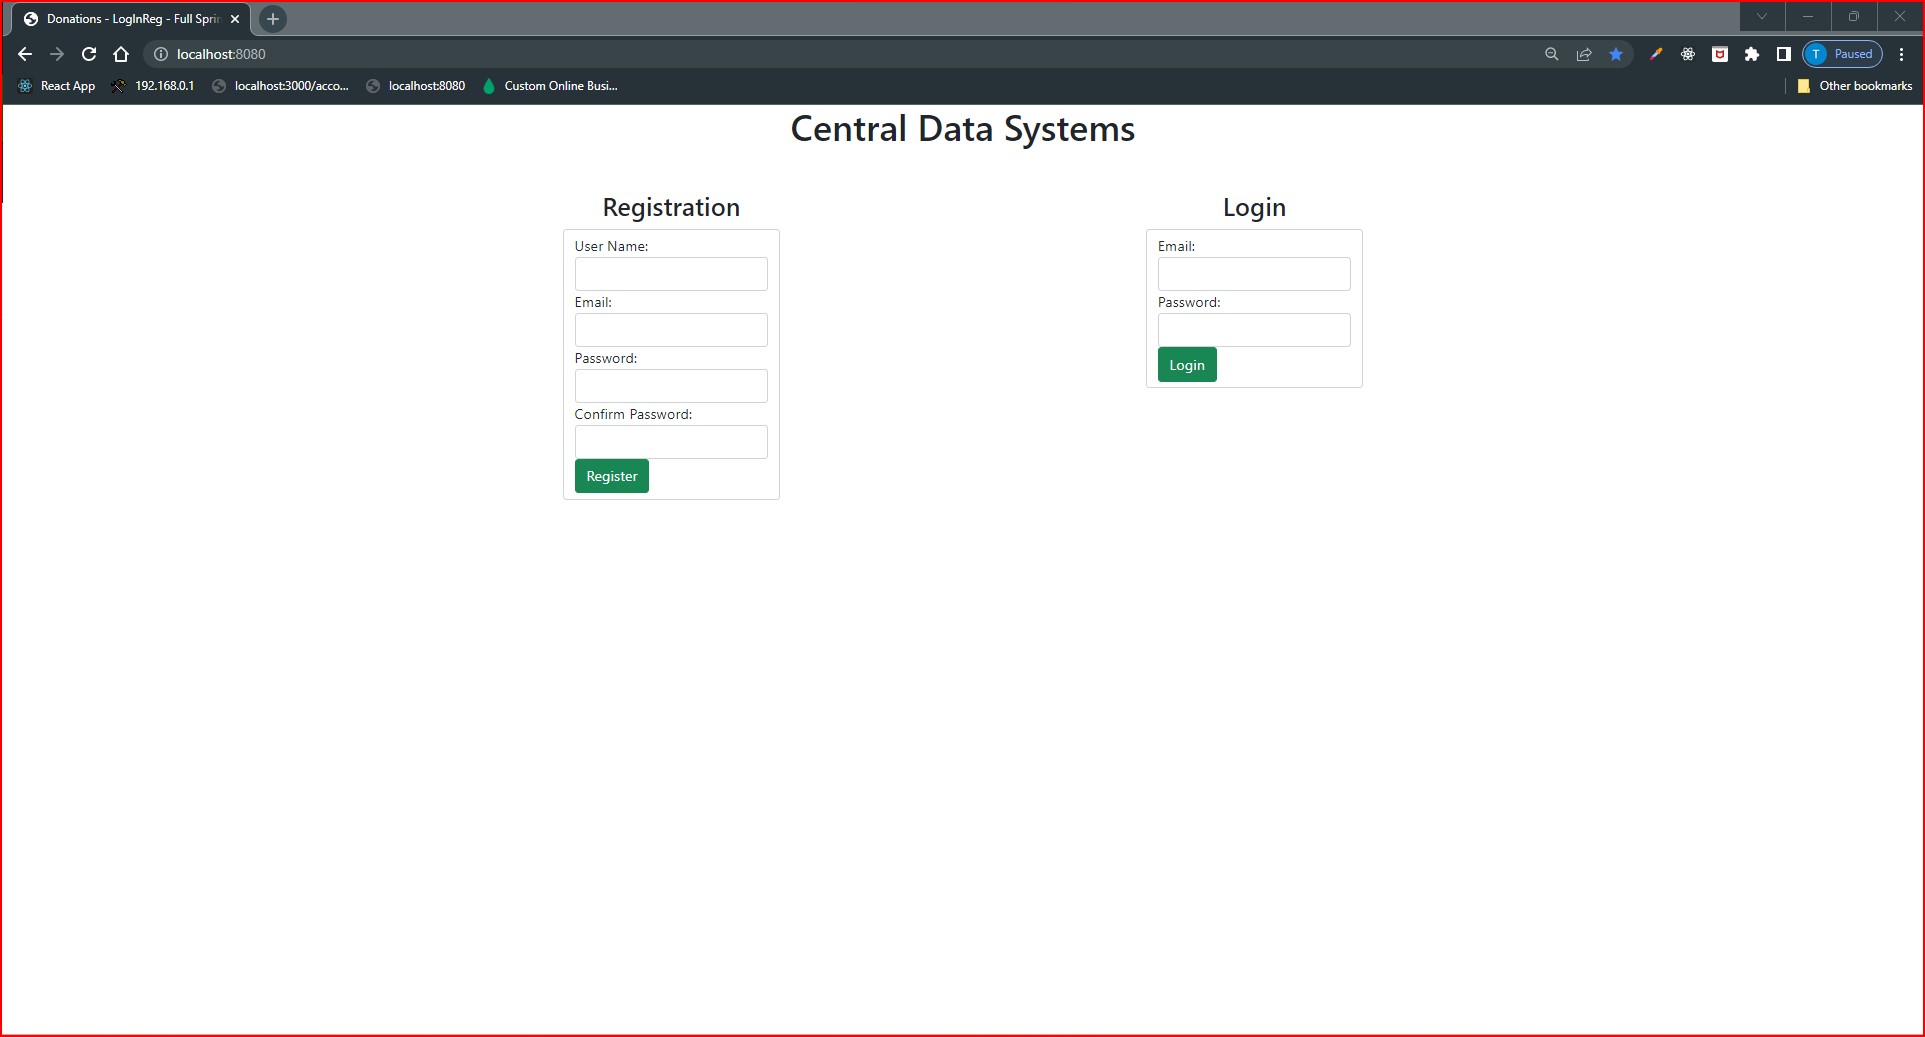 Donations - LogInReg - Full Sprin
localhost:8080
T Paused
React App
192.168.0.1
localhost:3000/acco...
localhost:8080
Custom Online Busi...
Other bookmarks
Central Data Systems
Registration
User Name:
Email:
Password:
Confirm Password:
Register
Login
Email:
Password:
Login